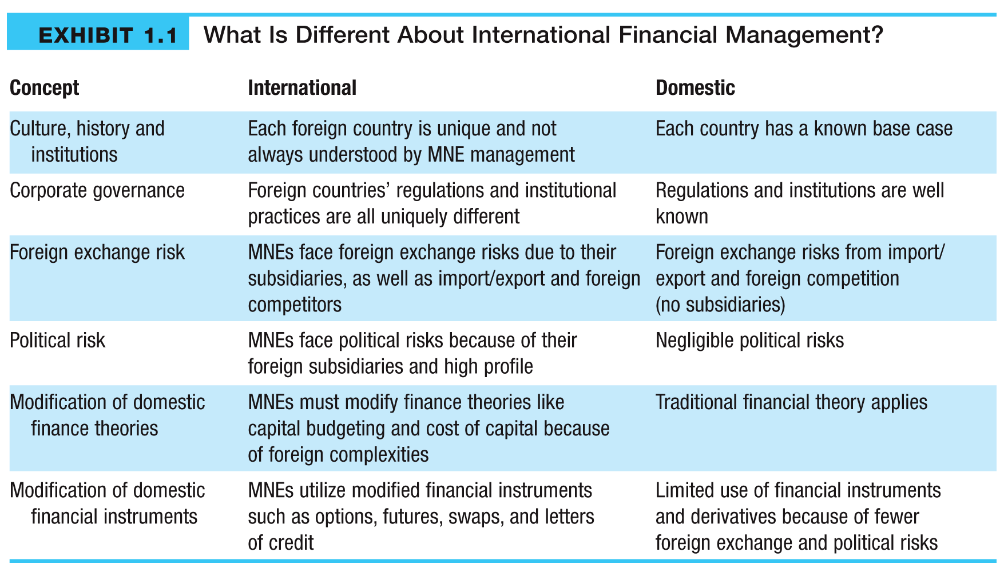 EXHIBIT 1.1 What Is Different About International Financial Management?
Concept International Domestic
Culture, history and
institutions
Each foreign country is unique and not
always understood by MNE management
Each country has a known base case
Corporate governance
Foreign countries’ regulations and institutional
practices are all uniquely different
Regulations and institutions are well
known
Foreign exchange risk
MNEs face foreign exchange risks due to their
subsidiaries, as well as import/export and foreign
competitors
Foreign exchange risks from import/
export and foreign competition
(no subsidiaries)
Political risk
MNEs face political risks because of their
foreign subsidiaries and high profile
Negligible political risks
Modification of domestic
finance theories
MNEs must modify finance theories like
capital budgeting and cost of capital because
of foreign complexities
Traditional financial theory applies
Modification of domestic
financial instruments
MNEs utilize modified financial instruments
such as options, futures, swaps, and letters
of credit
Limited use of financial instruments
and derivatives because of fewer
foreign exchange and political risks